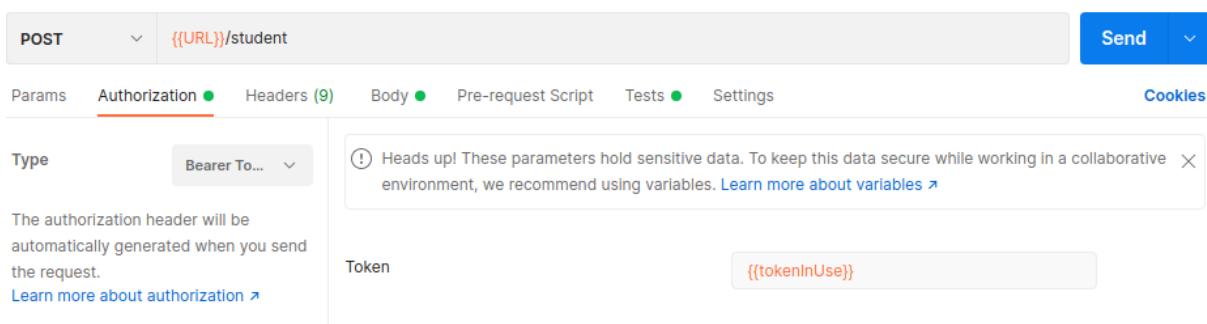 POST {{URL}}/student Send
Params Authorization Headers (9) Body Pre-request Script Tests Settings Cookies
Type Bearer To...
The authorization header will be
automatically generated when you send
the request.
Learn more about authorization ↗
Heads up! These parameters hold sensitive data. To keep this data secure while working in a collaborative
environment, we recommend using variables. Learn more about variables ↗
Token {{tokenInUse}}